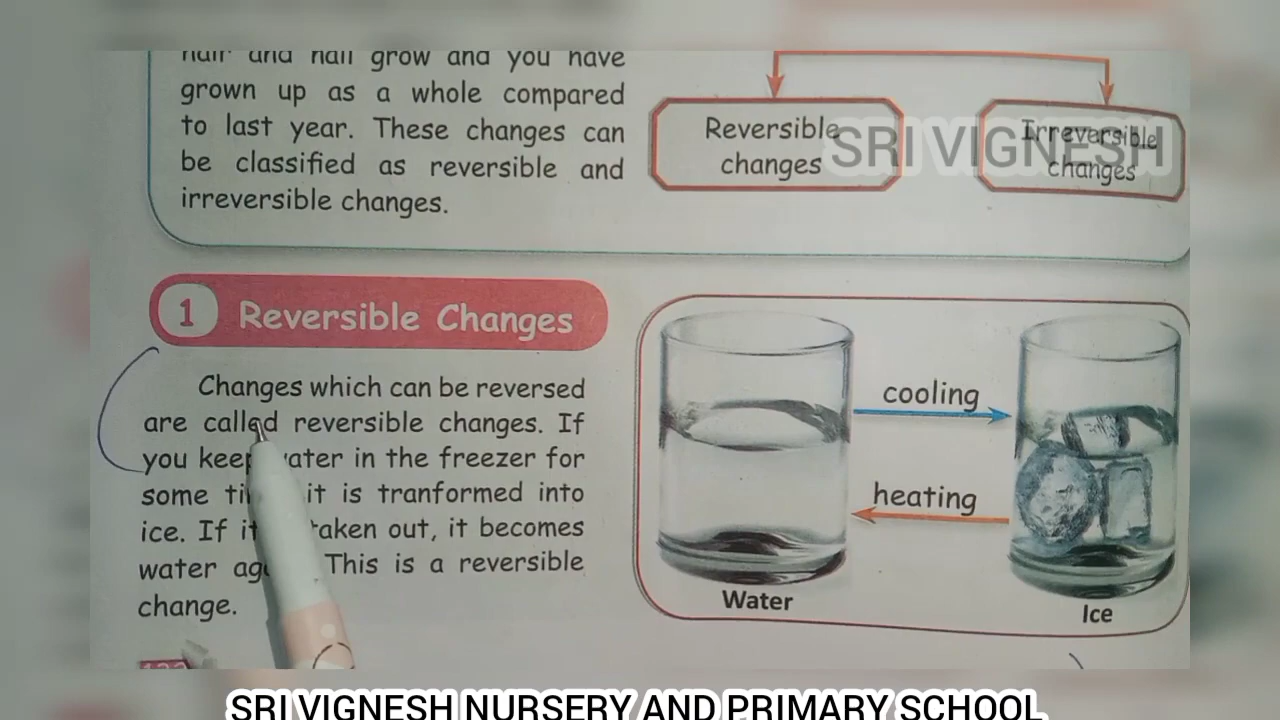 hair and nail grow and you have
grown up as a whole compared
to last year. These changes can
be classified as reversible and
irreversible changes.
Reversible
changes
Irreversible
changes
SRI VIGNESH
1 Reversible Changes
Changes which can be reversed
are called reversible changes. If
you keep water in the freezer for
some it is tranformed into
ice. If it taken out, it becomes
water This is a reversible
change.
cooling
heating
Water
Ice
SRI VIGNESH NURSERY AND PRIMARY SCHOOL